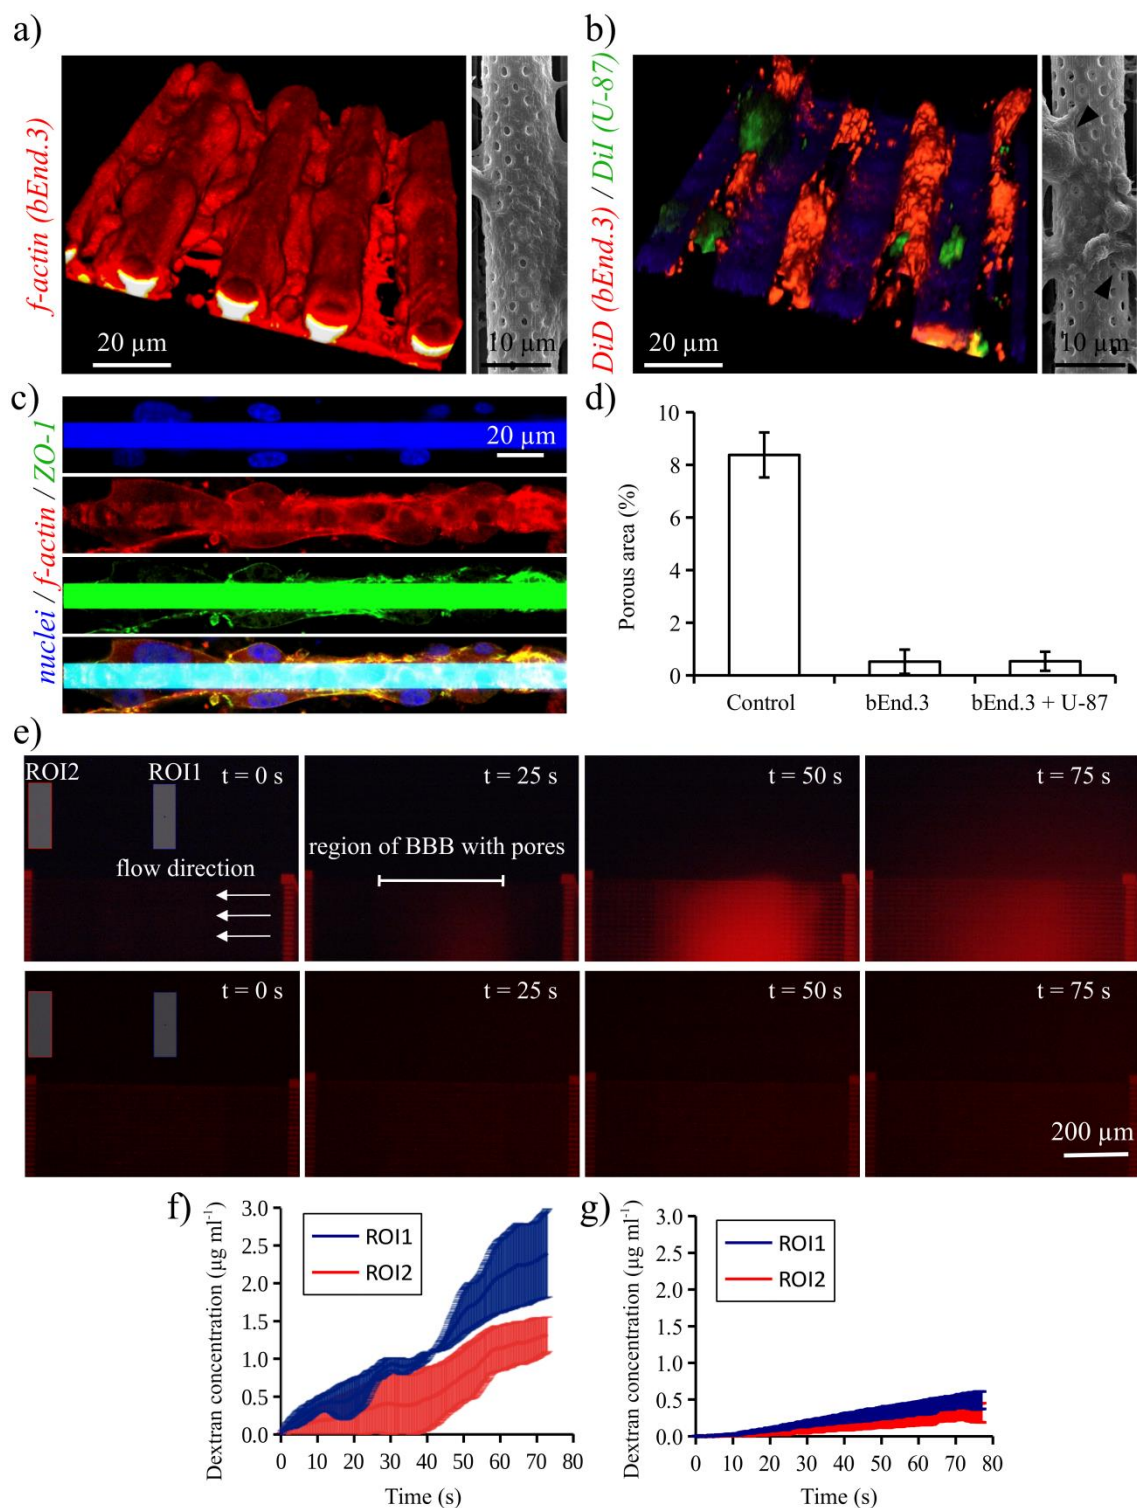 a)
f-actin (bEnd.3)
20 µm
10 µm
b)
DiD (bEnd.3) / DiI (U-87)
20 µm
10 µm
c)
nuclei / f-actin / ZO-1
20 µm
d)
Porous area (%)
10
8
6
4
2
0
Control
bEnd.3
bEnd.3 + U-87
e)
ROI2
ROI1
t = 0 s
flow direction
t = 25 s
region of BBB with pores
t = 50 s
t = 75 s
t = 0 s
t = 25 s
t = 50 s
t = 75 s
200 µm
f)
Dextran concentration (µg ml⁻¹)
3.0
2.5
2.0
1.5
1.0
0.5
0.0
ROI1
ROI2
0 10 20 30 40 50 60 70 80
Time (s)
g)
Dextran concentration (µg ml⁻¹)
3.0
2.5
2.0
1.5
1.0
0.5
0.0
ROI1
ROI2
0 10 20 30 40 50 60 70 80
Time (s)